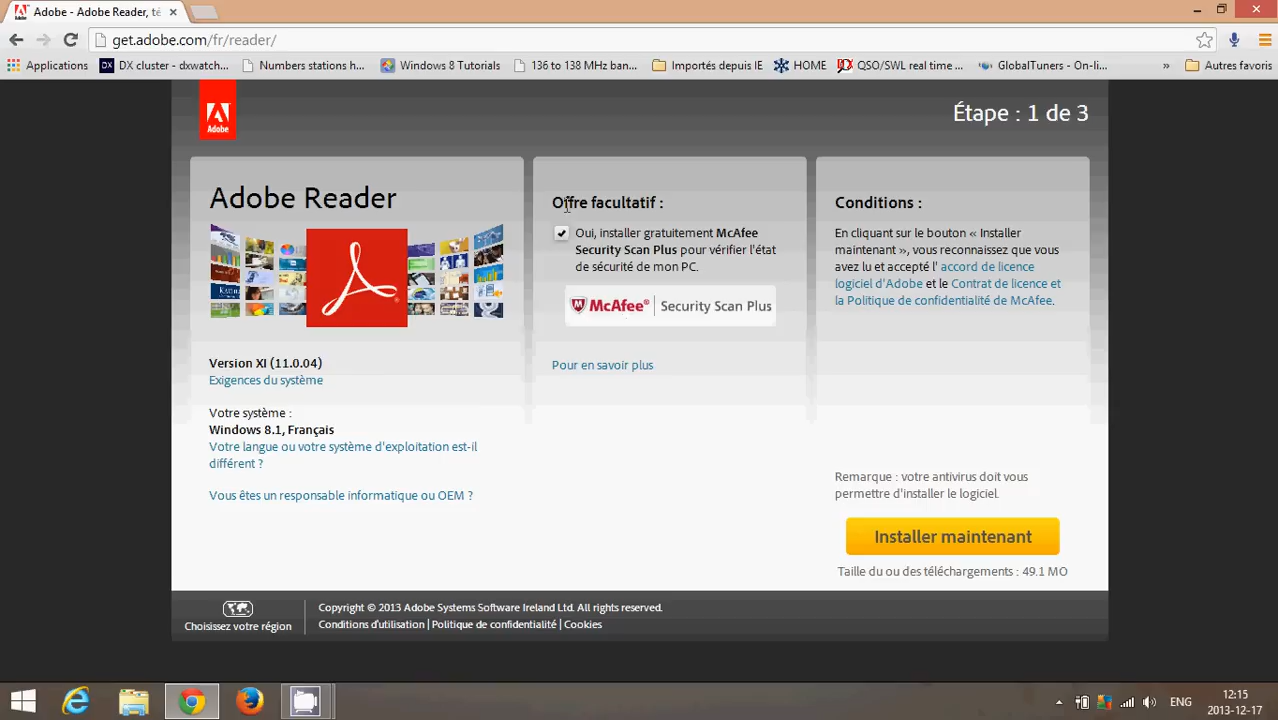 Adobe - Adobe Reader, té
get.adobe.com/fr/reader/
Applications
DX cluster - dxwatch...
Numbers stations h...
Windows 8 Tutorials
136 to 138 MHz ban...
Importés depuis IE
HOME
QSO/SWL real time ...
GlobalTuners - On-li...
»
Autres favoris
Adobe
Étape : 1 de 3
Adobe Reader
Version XI (11.0.04)
Exigences du système
Votre système :
Windows 8.1, Français
Votre langue ou votre système d'exploitation est-il
différent ?
Vous êtes un responsable informatique ou OEM ?
Offre facultatif :
Oui, installer gratuitement McAfee
Security Scan Plus pour vérifier l'état
de sécurité de mon PC.
McAfee® Security Scan Plus
Pour en savoir plus
Conditions :
En cliquant sur le bouton « Installer
maintenant », vous reconnaissez que vous
avez lu et accepté l' accord de licence
logiciel d'Adobe et le Contrat de licence et
la Politique de confidentialité de McAfee.
Remarque : votre antivirus doit vous
permettre d'installer le logiciel.
Installer maintenant
Taille du ou des téléchargements : 49.1 MO
Choisissez votre région
Copyright © 2013 Adobe Systems Software Ireland Ltd. All rights reserved.
Conditions d'utilisation | Politique de confidentialité | Cookies
ENG
12:15
2013-12-17